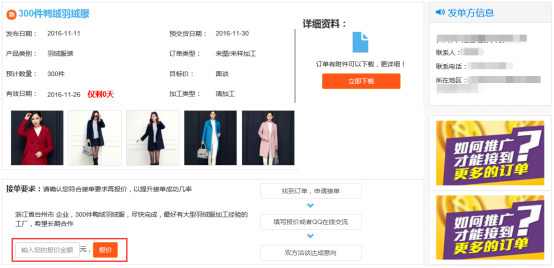 急 300件鸭绒羽绒服
发布日期： 2016-11-11 预交货日期： 2016-11-30
产品类别： 羽绒服装 订单类型： 来图/来样加工
预计数量： 300件 目标价： 面谈
有效日期： 2016-11-26 仅剩0天 加工类型： 清加工
详细资料：
订单有附件可以下载，更详细！
立即下载
发单方信息
联系人：
联系电话：
所在地区：
如何推广
才能接到
更多的订单
?
如何推广
才能接到
更多的订单
?
接单要求：请确认您符合接单要求再报价，以提升接单成功几率
浙江省台州市 企业，300件鸭绒羽绒服，尽快完成，最好有大型羽绒服加工经验的
工厂，希望长期合作
输入您的报价金额 元， 报价
找到订单，申请接单
填写报价或者QQ在线交流
双方洽谈达成意向